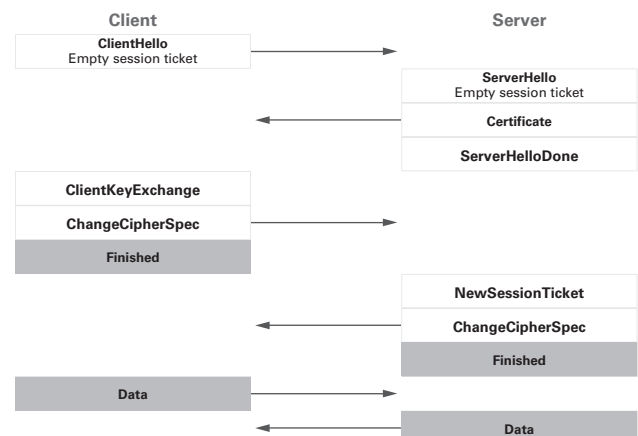 Client
Server
ClientHello
Empty session ticket
ServerHello
Empty session ticket
Certificate
ServerHelloDone
ClientKeyExchange
ChangeCipherSpec
Finished
NewSessionTicket
ChangeCipherSpec
Finished
Data
Data